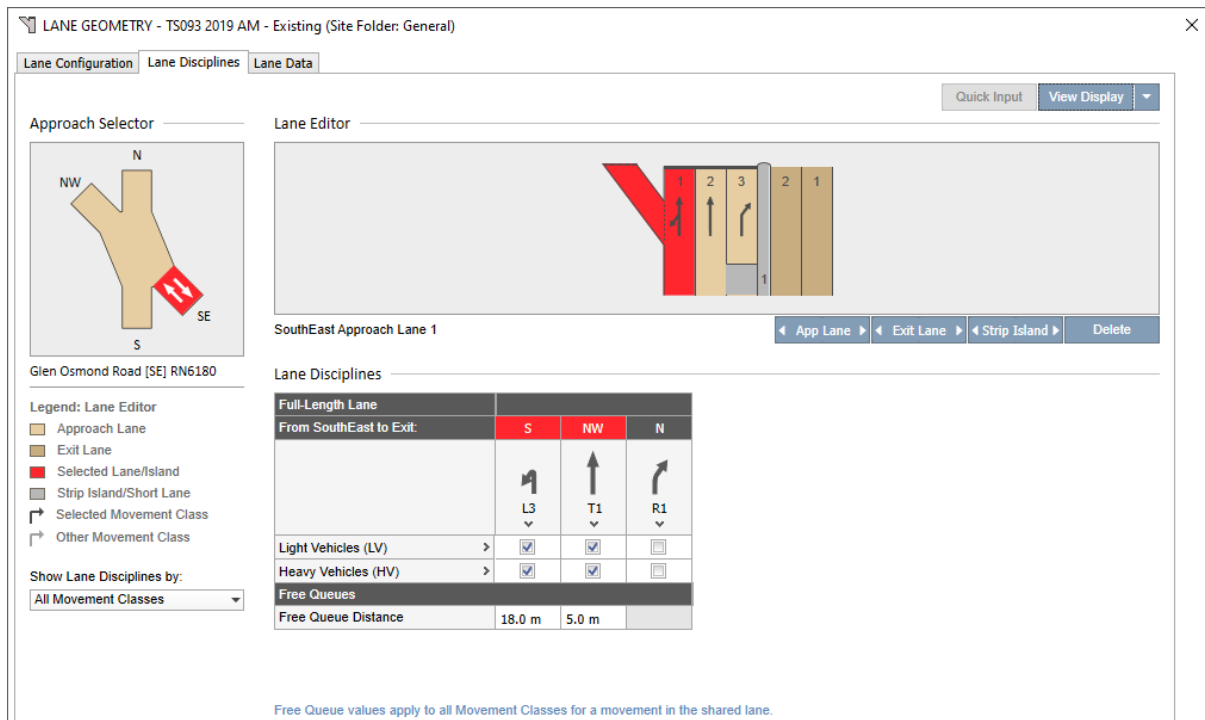 LANE GEOMETRY - TS093 2019 AM - Existing (Site Folder: General)
Lane Configuration Lane Disciplines Lane Data
Quick Input View Display
Approach Selector
N
NW
SE
S
Glen Osmond Road [SE] RN6180
Legend: Lane Editor
Approach Lane
Exit Lane
Selected Lane/Island
Strip Island/Short Lane
Selected Movement Class
Other Movement Class
Show Lane Disciplines by:
All Movement Classes
Lane Editor
1 2 3 2 1
1
SouthEast Approach Lane 1
App Lane Exit Lane Strip Island Delete
Lane Disciplines
Full-Length Lane
From SouthEast to Exit: S NW N
L3 T1 R1
Light Vehicles (LV)
Heavy Vehicles (HV)
Free Queues
Free Queue Distance 18.0 m 5.0 m
Free Queue values apply to all Movement Classes for a movement in the shared lane.